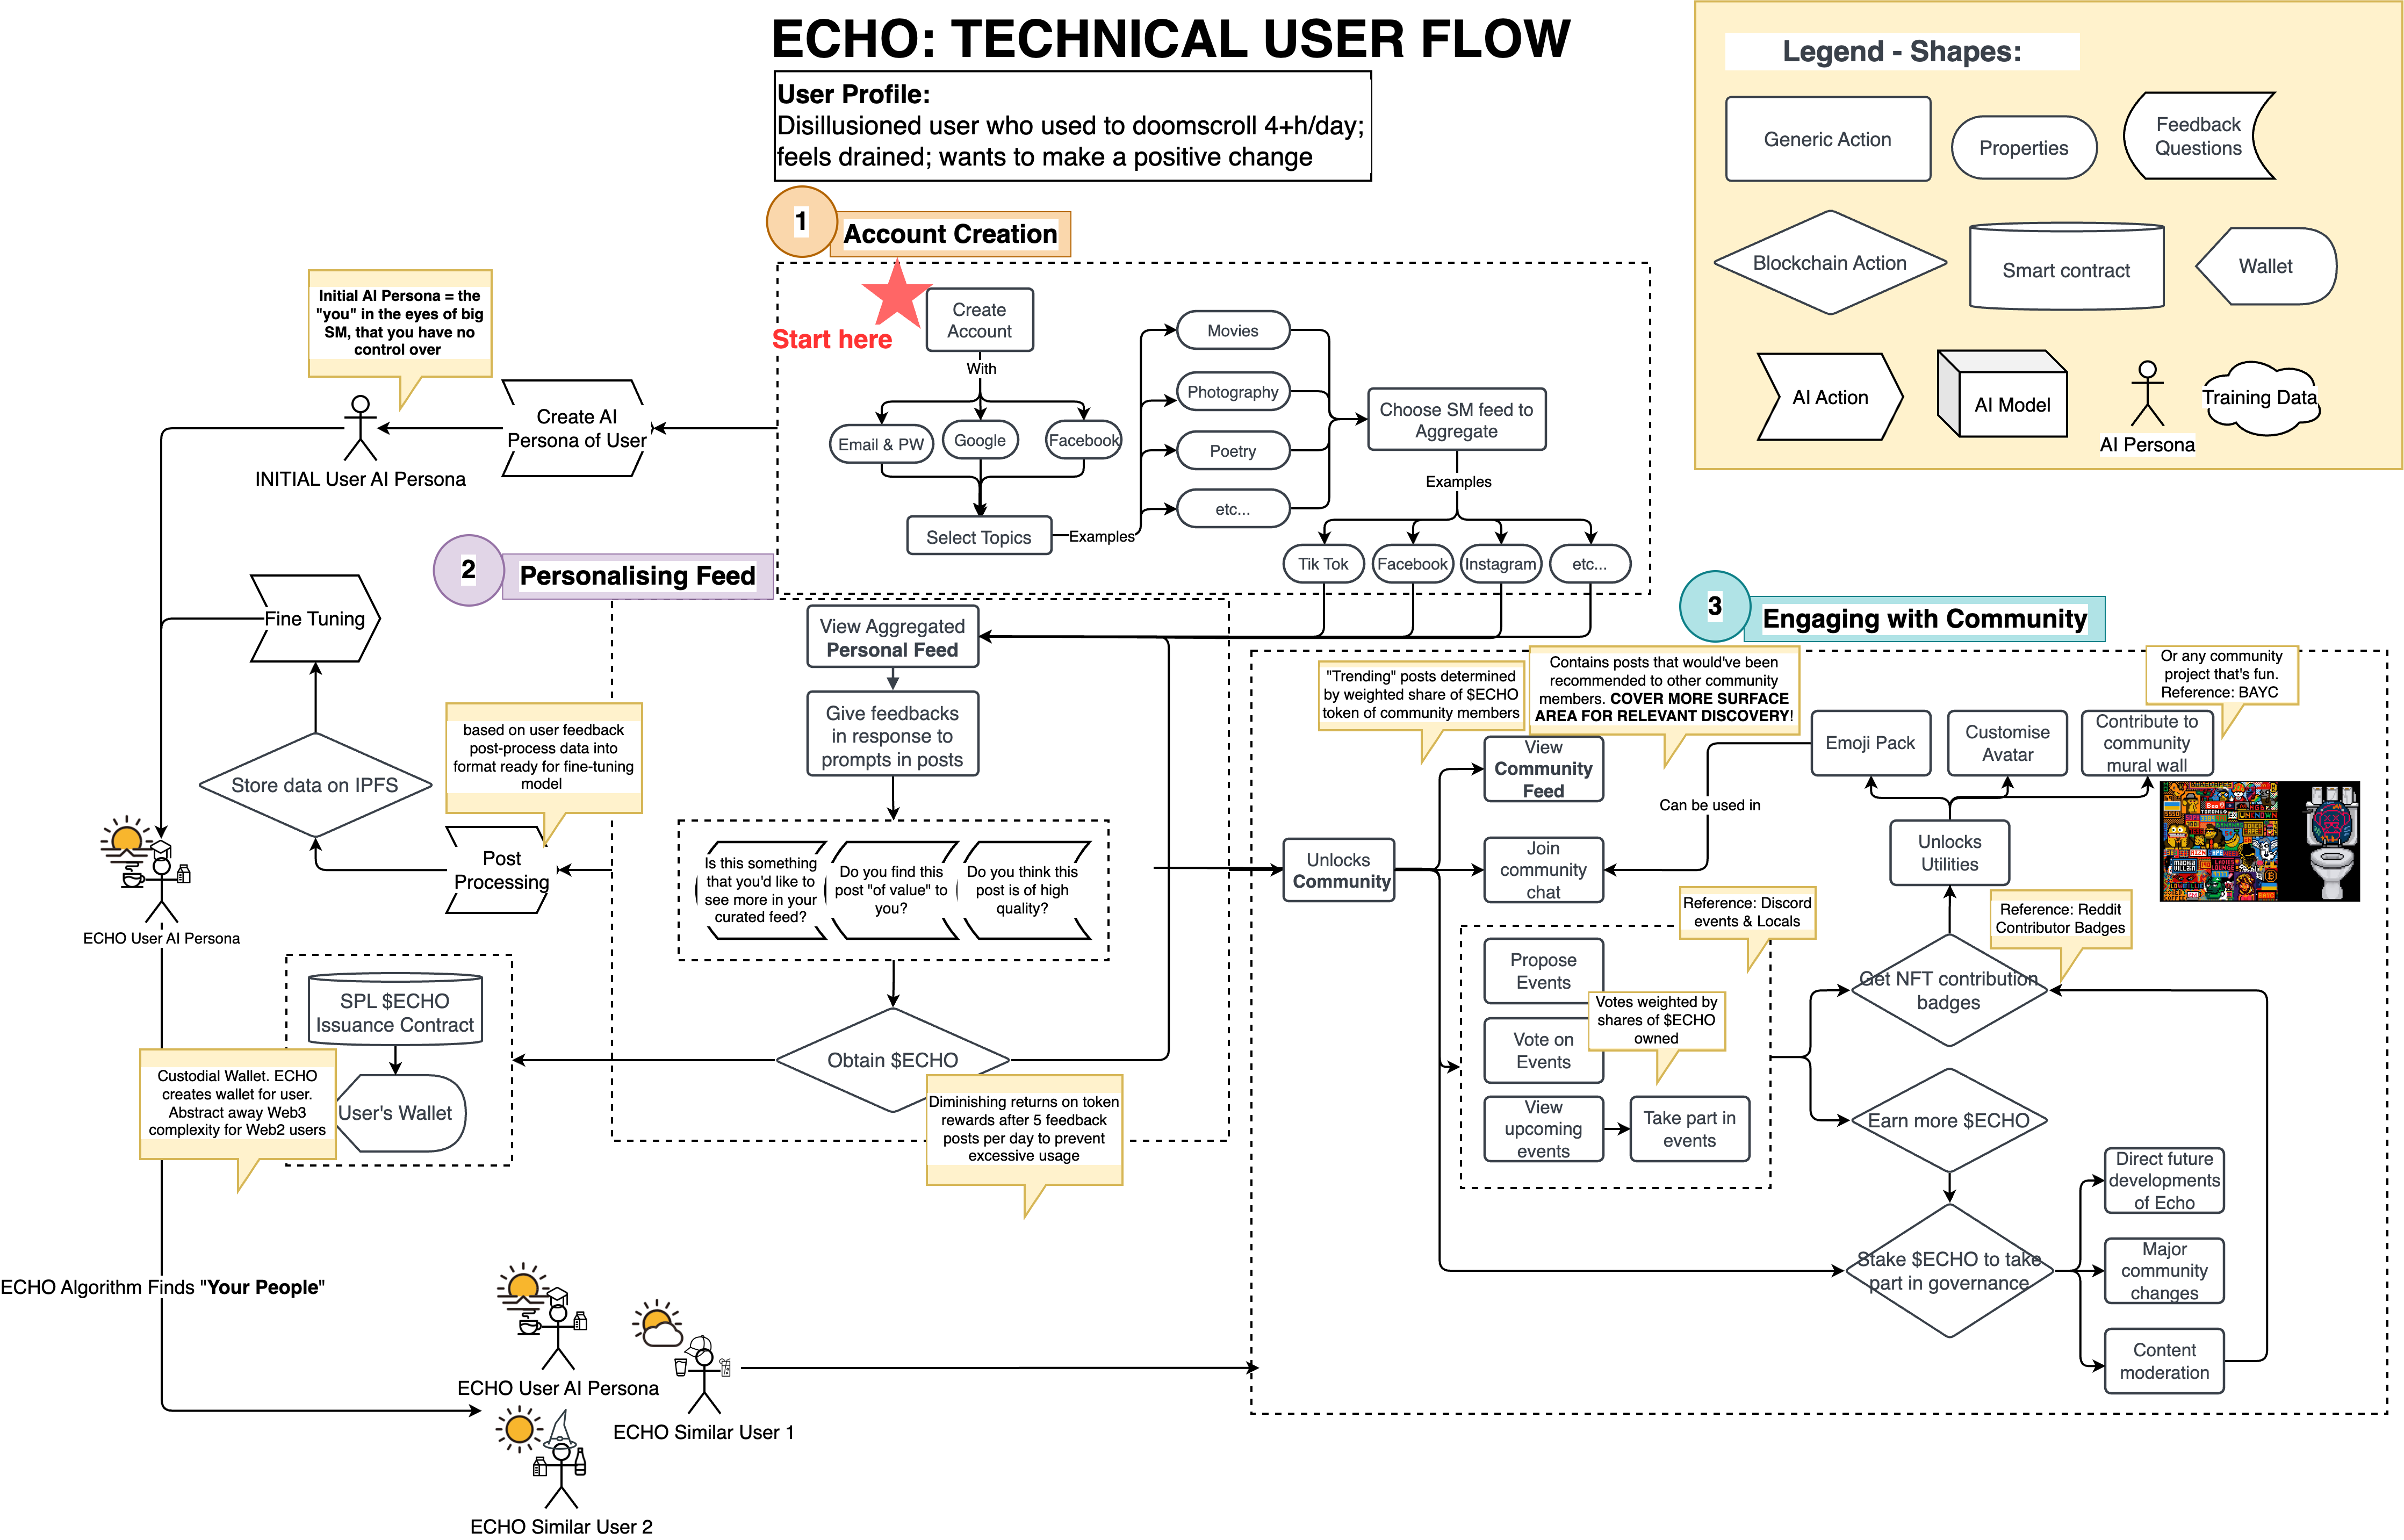 ECHO: TECHNICAL USER FLOW
User Profile:
Disillusioned user who used to doomscroll 4+h/day;
feels drained; wants to make a positive change
Legend - Shapes:
Generic Action
Properties
Feedback
Questions
Blockchain Action
Smart contract
Wallet
AI Action
AI Model
AI Persona
Training Data
1
Account Creation
Start here
Create
Account
With
Email & PW
Google
Facebook
Select Topics
Examples
Movies
Photography
Poetry
etc...
Choose SM feed to
Aggregate
Examples
Tik Tok
Facebook
Instagram
etc...
Initial AI Persona = the
"you" in the eyes of big
SM, that you have no
control over
Create AI
Persona of User
INITIAL User AI Persona
2
Personalising Feed
Fine Tuning
Store data on IPFS
based on user feedback
post-process data into
format ready for fine-tuning
model
Post
Processing
ECHO User AI Persona
View Aggregated
Personal Feed
Give feedbacks
in response to
prompts in posts
Is this something
that you'd like to
see more in your
curated feed?
Do you find this
post "of value" to
you?
Do you think this
post is of high
quality?
Obtain $ECHO
Diminishing returns on token
rewards after 5 feedback
posts per day to prevent
excessive usage
SPL $ECHO
Issuance Contract
User's Wallet
Custodial Wallet. ECHO
creates wallet for user.
Abstract away Web3
complexity for Web2 users
ECHO Algorithm Finds "Your People"
ECHO User AI Persona
ECHO Similar User 1
ECHO Similar User 2
3
Engaging with Community
"Trending" posts determined
by weighted share of $ECHO
token of community members
Contains posts that would've been
recommended to other community
members. COVER MORE SURFACE
AREA FOR RELEVANT DISCOVERY!
Or any community
project that's fun.
Reference: BAYC
View
Community
Feed
Emoji Pack
Customise
Avatar
Contribute to
community
mural wall
Can be used in
Unlocks
Community
Join
community
chat
Unlocks
Utilities
Reference: Discord
events & Locals
Reference: Reddit
Contributor Badges
Propose
Events
Votes weighted by
shares of $ECHO
owned
Vote on
Events
View
upcoming
events
Take part in
events
Get NFT contribution
badges
Earn more $ECHO
Stake $ECHO to take
part in governance
Direct future
developments
of Echo
Major
community
changes
Content
moderation